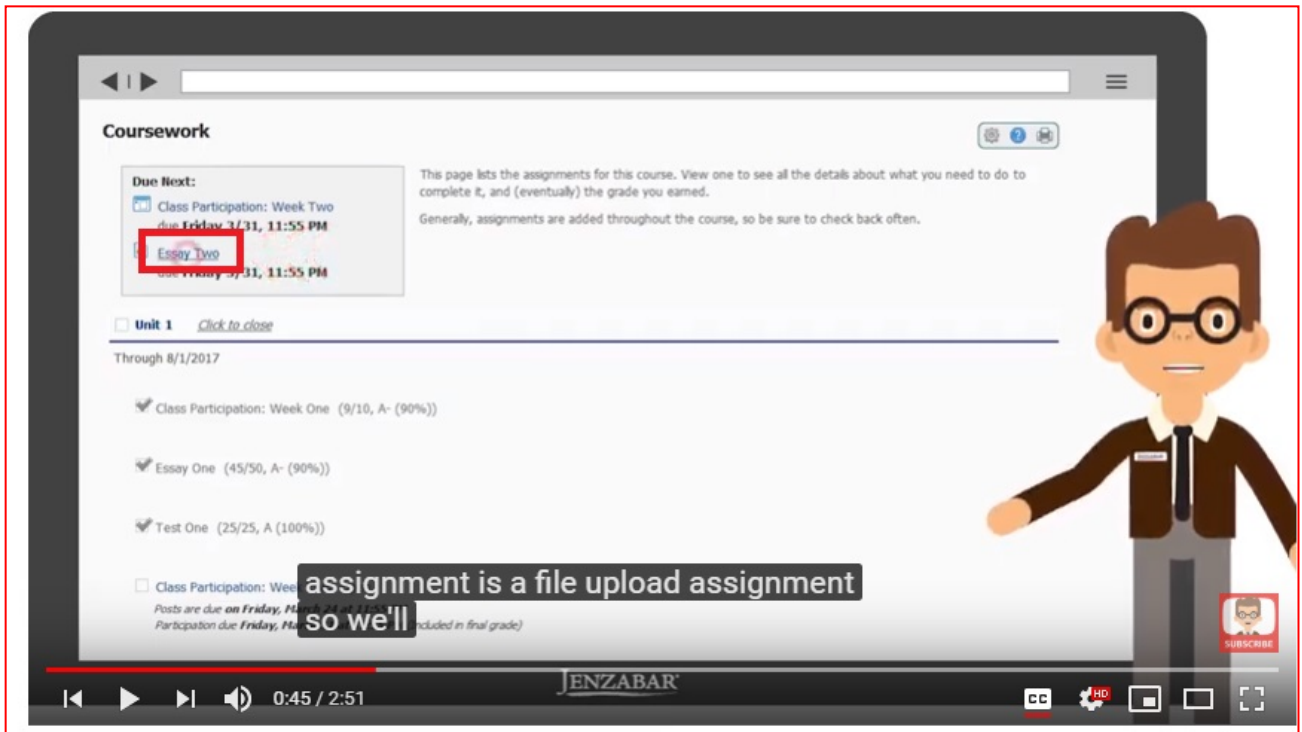 Coursework
Due Next:
Class Participation: Week Two
due Friday 3/31, 11:55 PM
Essay Two
due Friday 3/31, 11:55 PM
This page lists the assignments for this course. View one to see all the details about what you need to do to
complete it, and (eventually) the grade you earned.
Generally, assignments are added throughout the course, so be sure to check back often.
Unit 1 Click to close
Through 8/1/2017
Class Participation: Week One (9/10, A- (90%))
Essay One (45/50, A- (90%))
Test One (25/25, A (100%))
Class Participation:
Posts are due on Friday,
Participation due Friday, included in final grade)
assignment is a file upload assignment
so we'll
JENZABAR
SUBSCRIBE
0:45 / 2:51
CC
HD